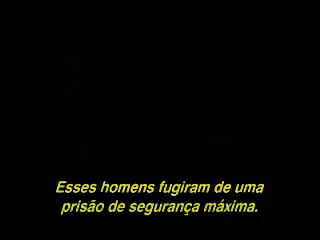 Esses homens fugiram de uma
prisão de segurança máxima.